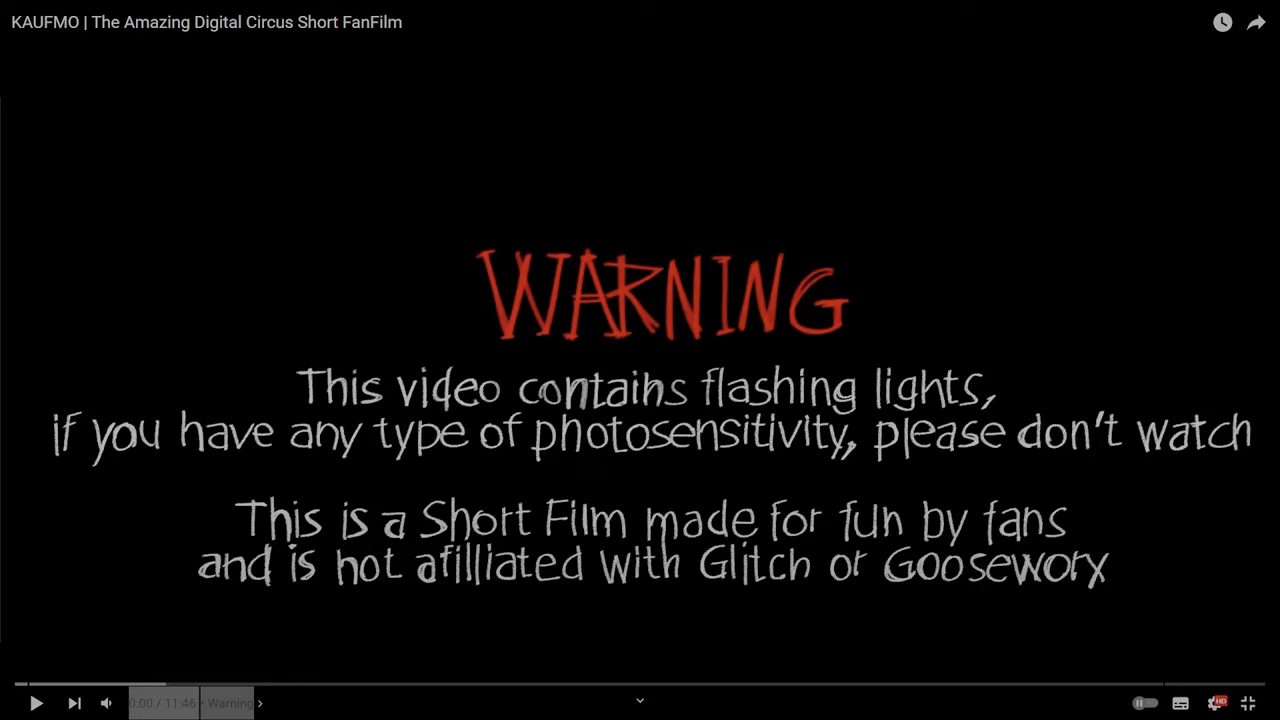 KAUFMO | The Amazing Digital Circus Short FanFilm
WARNING
This video contains flashing lights,
if you have any type of photosensitivity, please don't watch
This is a Short Film made for fun by fans
and is not afilliated with Glitch or Gooseworx
0:00 / 11:46 • Warning
HD